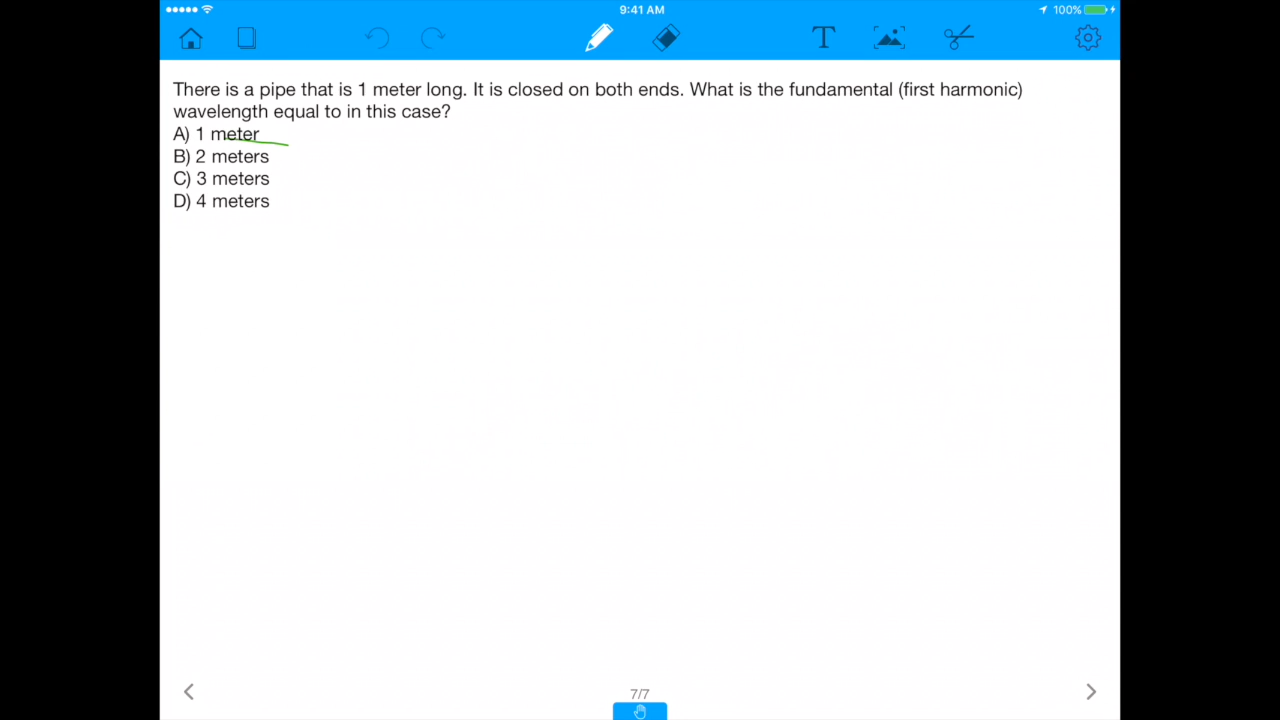 9:41 AM
100%
T
There is a pipe that is 1 meter long. It is closed on both ends. What is the fundamental (first harmonic)
wavelength equal to in this case?
A) 1 meter
B) 2 meters
C) 3 meters
D) 4 meters
7/7